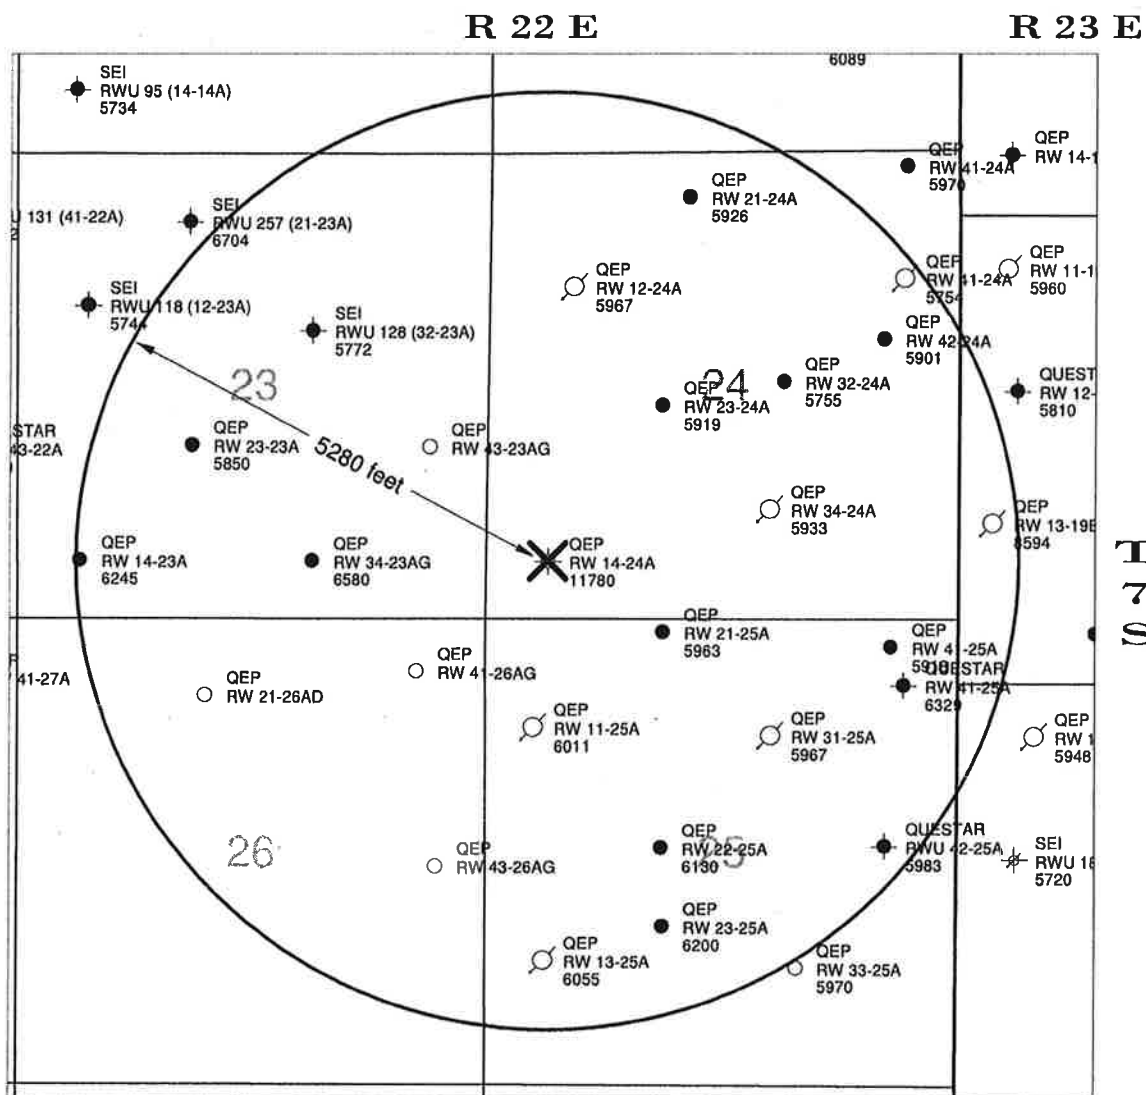 R 22 E
R 23 E
6089
SEI
RWU 95 (14-14A)
5734
QEP
RW 41-24A
5970
QEP
RW 14-1
QEP
RW 21-24A
5926
U 131 (41-22A)
SEI
RWU 257 (21-23A)
6704
QEP
RW 12-24A
5967
QEP
RW 41-24A
5754
QEP
RW 11-1
5960
SEI
RWU 118 (12-23A)
5744
SEI
RWU 128 (32-23A)
5772
QEP
RW 42-24A
5901
23
24
QEP
RW 32-24A
5755
QUEST
RW 12-
5810
QEP
RW 23-24A
5919
STAR
43-22A
QEP
RW 23-23A
5850
QEP
RW 43-23AG
5280 feet
QEP
RW 34-24A
5933
QEP
RW 13-19B
8594
QEP
RW 14-23A
6245
QEP
RW 34-23AG
6580
QEP
RW 14-24A
11780
T
7
S
QEP
RW 21-25A
5963
QEP
RW 41-25A
QUESTAR
RW 41-25A
6329
41-27A
QEP
RW 21-26AD
QEP
RW 41-26AG
QEP
RW 11-25A
6011
QEP
RW 31-25A
5967
QEP
RW 1
5948
26
25
QEP
RW 43-26AG
QEP
RW 22-25A
6130
QUESTAR
RWU 42-25A
5983
SEI
RWU 16
5720
QEP
RW 23-25A
6200
QEP
RW 13-25A
6055
QEP
RW 33-25A
5970